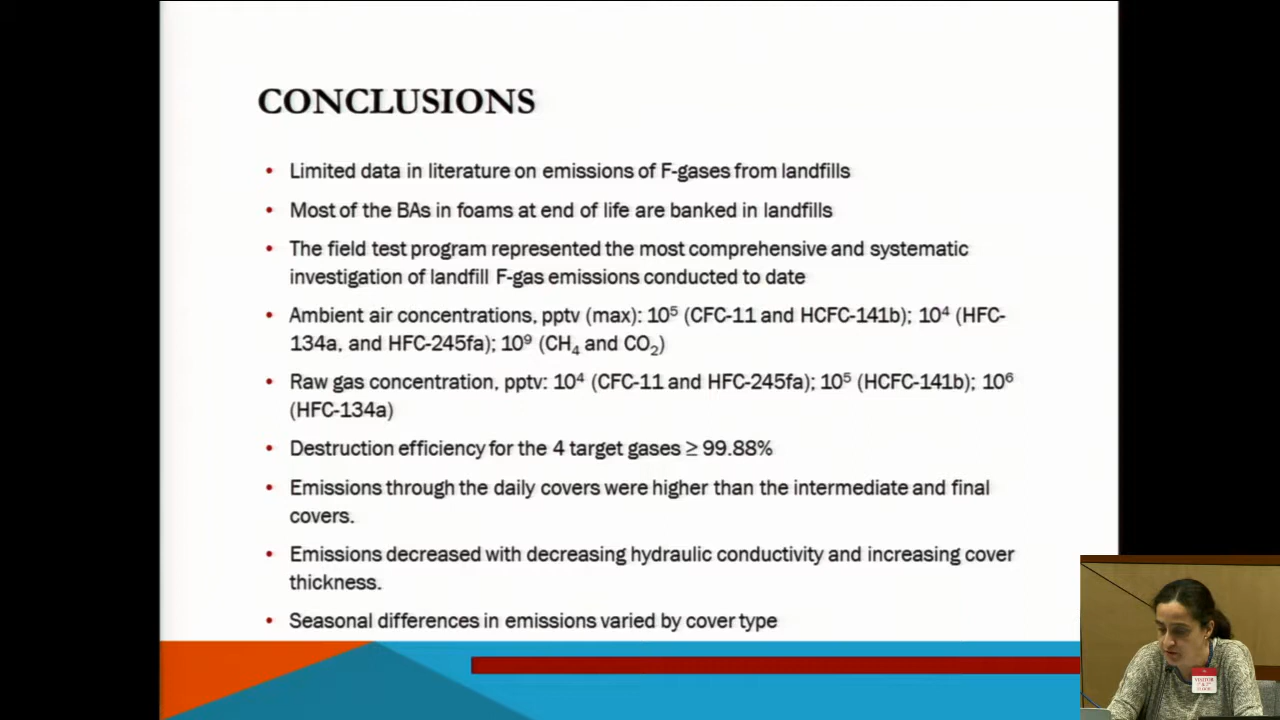 CONCLUSIONS
• Limited data in literature on emissions of F-gases from landfills
• Most of the BAs in foams at end of life are banked in landfills
• The field test program represented the most comprehensive and systematic
investigation of landfill F-gas emissions conducted to date
• Ambient air concentrations, pptv (max): 10⁵ (CFC-11 and HCFC-141b); 10⁴ (HFC-
134a, and HFC-245fa); 10⁹ (CH₄ and CO₂)
• Raw gas concentration, pptv: 10⁴ (CFC-11 and HFC-245fa); 10⁵ (HCFC-141b); 10⁶
(HFC-134a)
• Destruction efficiency for the 4 target gases ≥ 99.88%
• Emissions through the daily covers were higher than the intermediate and final
covers.
• Emissions decreased with decreasing hydraulic conductivity and increasing cover
thickness.
• Seasonal differences in emissions varied by cover type
VISITOR